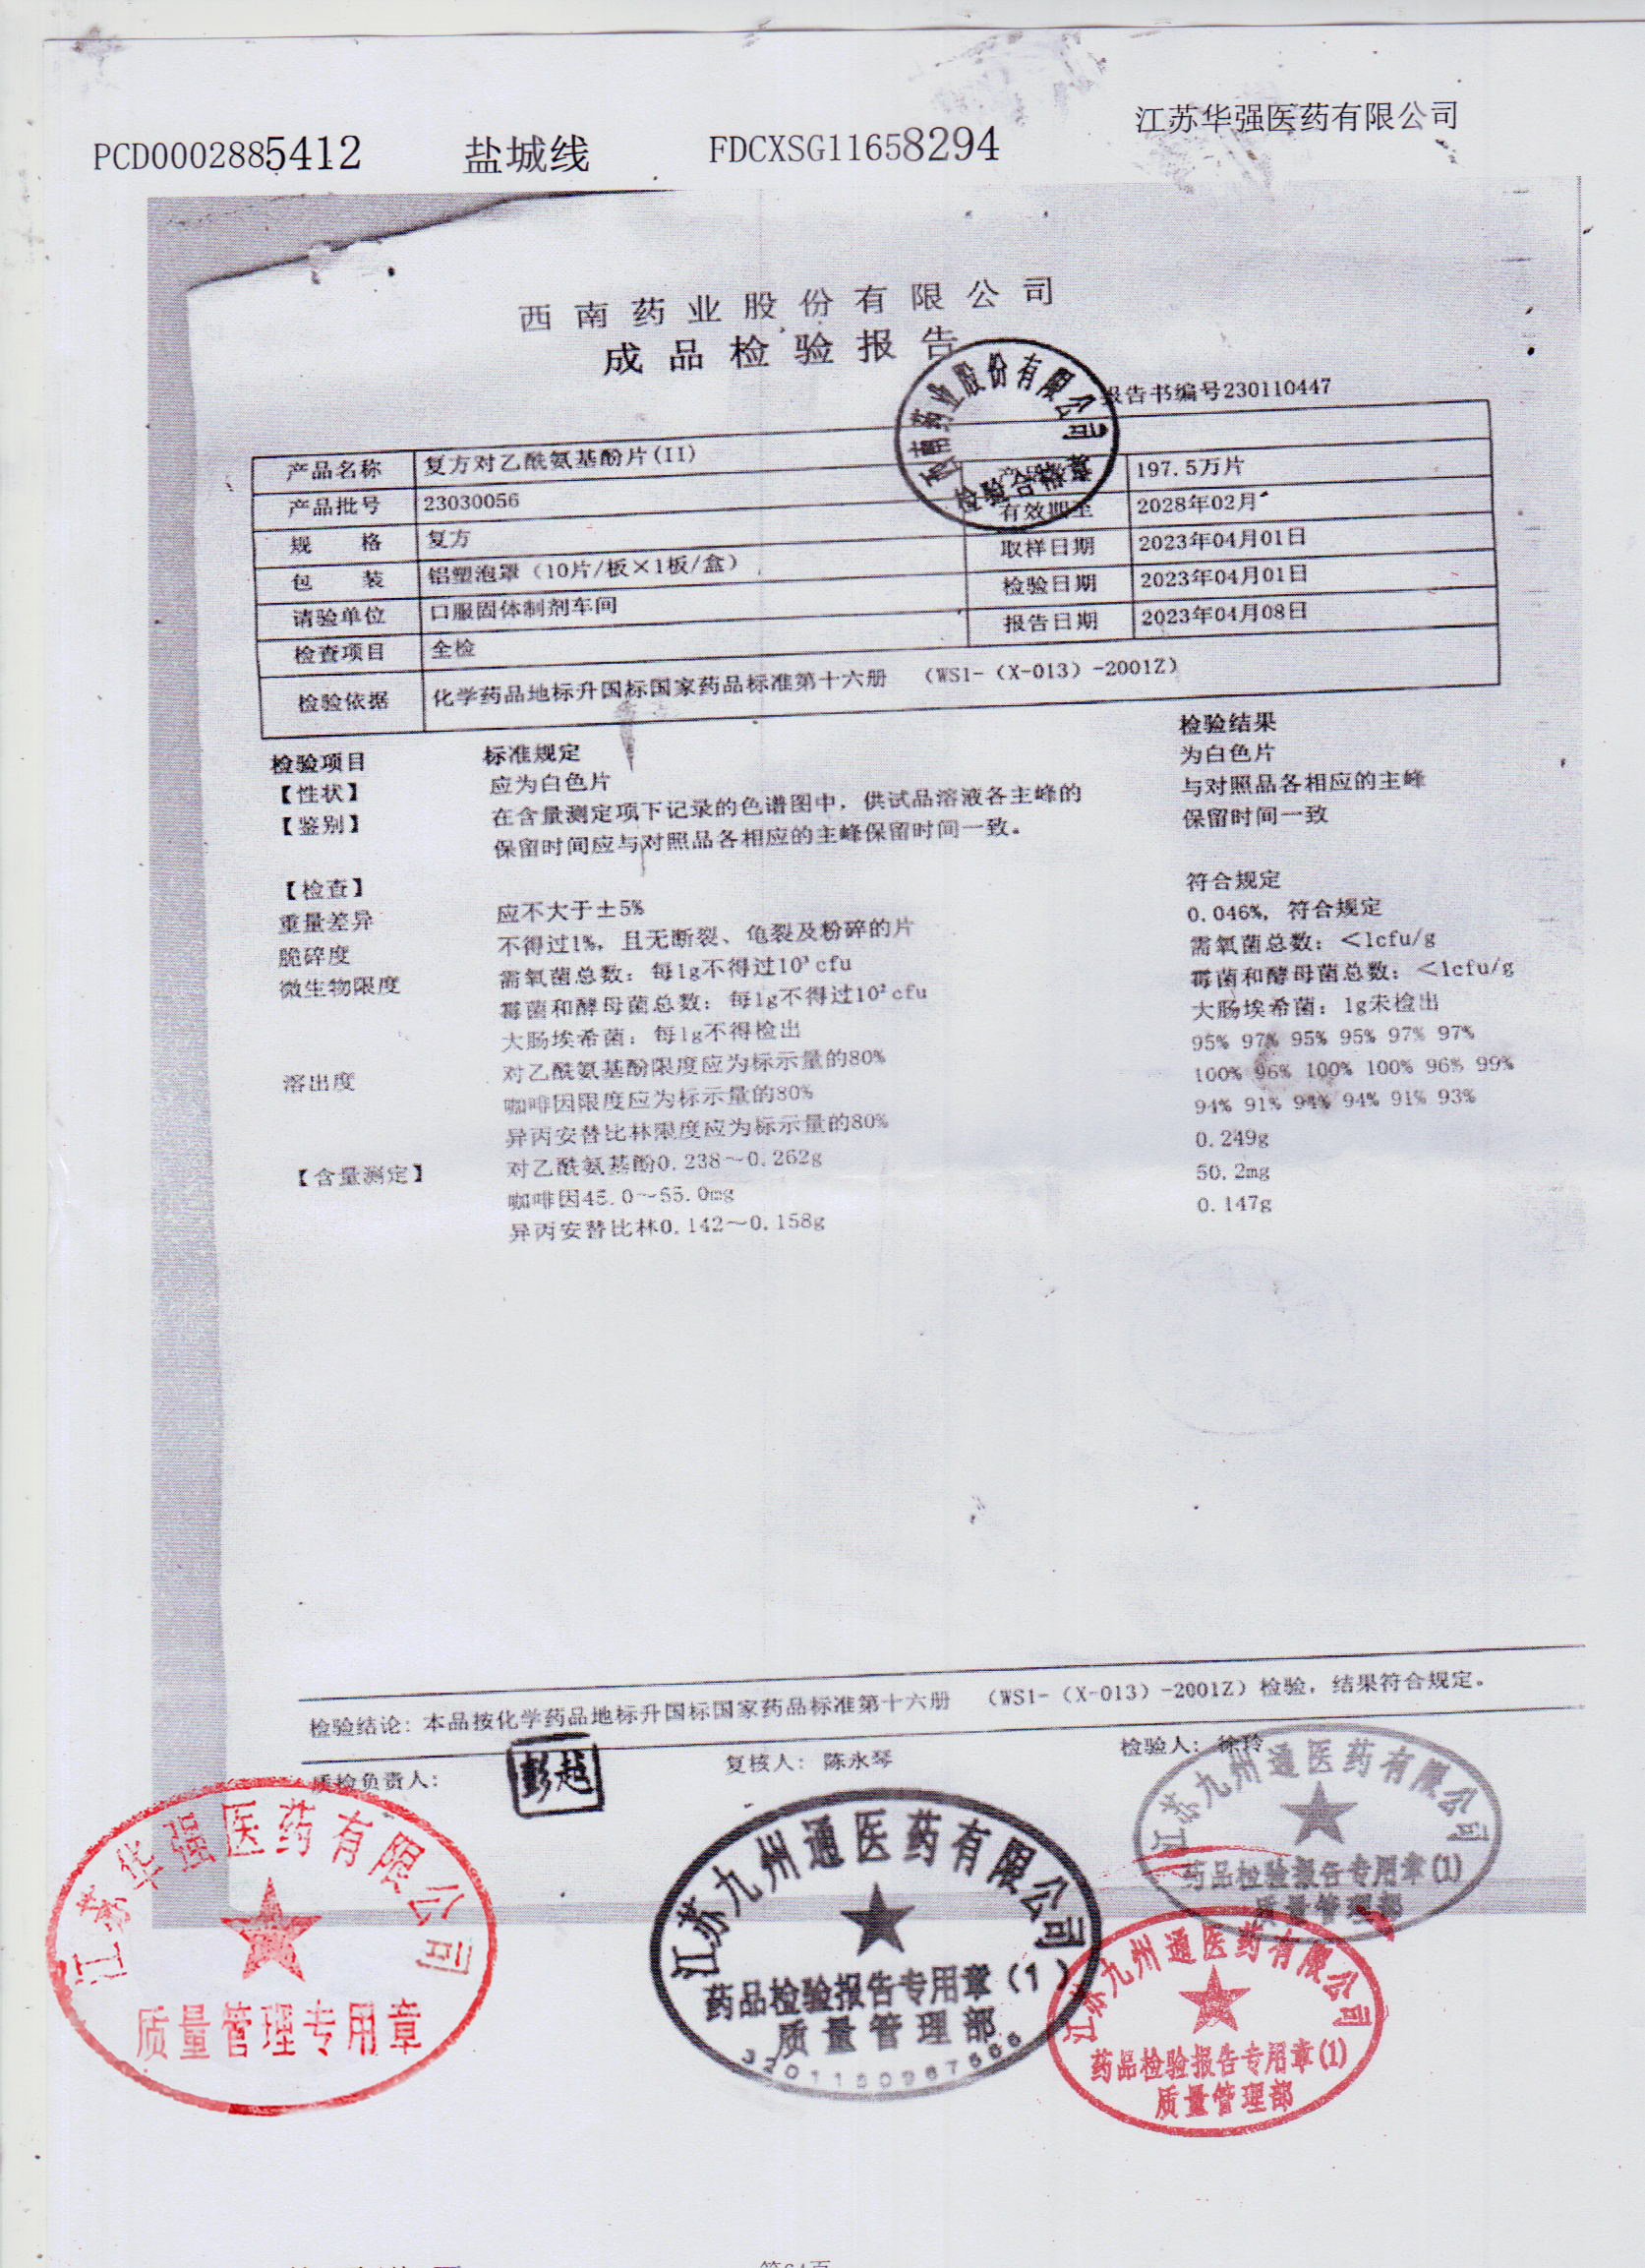 江苏华强医药有限公司
PCD0002885412 盐城线 FDCXSG11658294
西南药业股份有限公司
成品检验报告
报告书编号230110447
产品名称 复方对乙酰氨基酚片(II) 197.5万片
产品批号 23030056 有效期至 2028年02月
规 格 复方 取样日期 2023年04月01日
包 装 铝塑泡罩（10片/板×1板/盒） 检验日期 2023年04月01日
请验单位 口服固体制剂车间 报告日期 2023年04月08日
检查项目 全检
检验依据 化学药品地标升国标国家药品标准第十六册 （WS1-（X-013）-2001Z）
检验项目 标准规定 检验结果
【性状】 应为白色片 为白色片
【鉴别】 在含量测定项下记录的色谱图中，供试品溶液各主峰的 与对照品各相应的主峰
保留时间应与对照品各相应的主峰保留时间一致。 保留时间一致
【检查】
重量差异 应不大于±5% 符合规定
脆碎度 不得过1%，且无断裂、龟裂及粉碎的片 0.046%，符合规定
微生物限度 需氧菌总数：每1g不得过10³cfu 需氧菌总数：<1cfu/g
霉菌和酵母菌总数：每1g不得过10²cfu 霉菌和酵母菌总数：<1cfu/g
大肠埃希菌：每1g不得检出 大肠埃希菌：1g未检出
溶出度 对乙酰氨基酚限度应为标示量的80% 95% 97% 95% 95% 97% 97%
咖啡因限度应为标示量的80% 100% 96% 100% 100% 96% 99%
异丙安替比林限度应为标示量的80% 94% 91% 94% 94% 91% 93%
【含量测定】 对乙酰氨基酚0.238～0.262g 0.249g
咖啡因45.0～55.0mg 50.2mg
异丙安替比林0.142～0.158g 0.147g
检验结论：本品按化学药品地标升国标国家药品标准第十六册 （WS1-（X-013）-2001Z）检验，结果符合规定。
质检负责人： 彭越 复核人：陈永琴 检验人：徐玲
西南药业股份有限公司
检验合格章
江苏华强医药有限公司
质量管理专用章
江苏九州通医药有限公司
药品检验报告专用章(1)
质量管理部
江苏九州通医药有限公司
药品检验报告专用章(1)
质量管理部
江苏九州通医药有限公司
药品检验报告专用章(1)
质量管理部